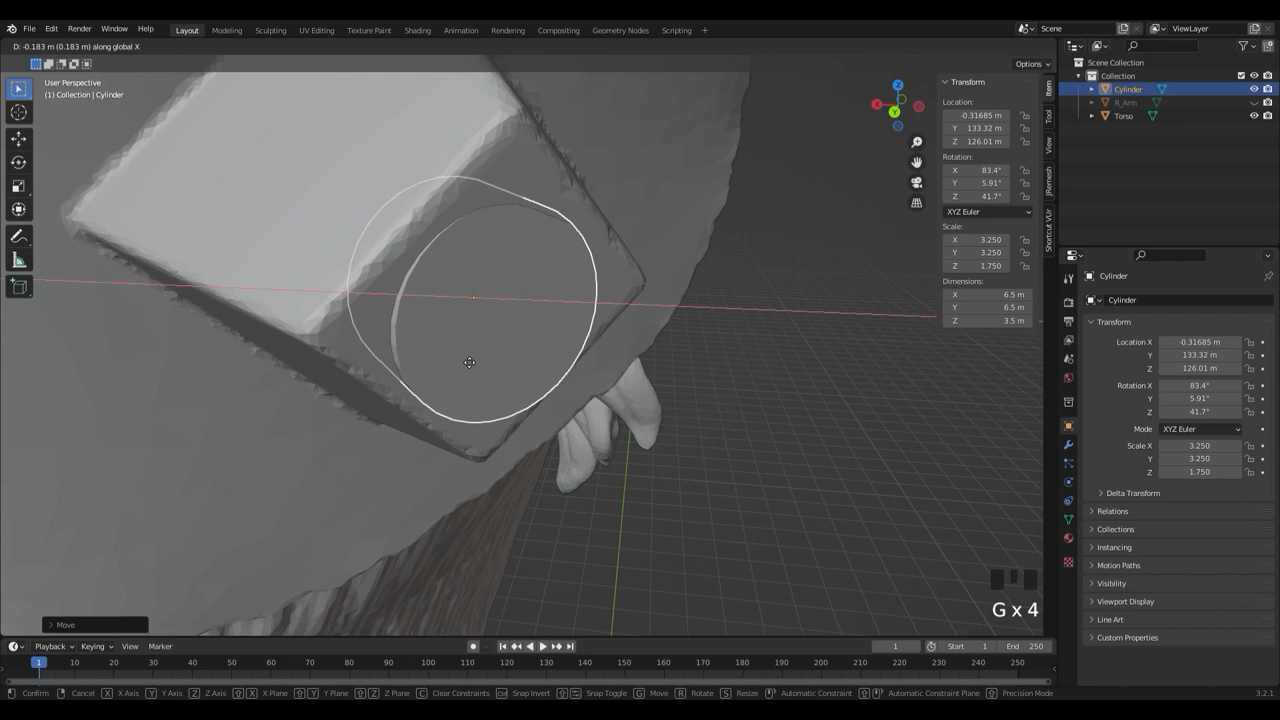 File Edit Render Window Help Layout Modeling Sculpting UV Editing Texture Paint Shading Animation Rendering Compositing Geometry Nodes Scripting + Scene ViewLayer
D: -0.183 m (0.183 m) along global X
Options
User Perspective
(1) Collection | Cylinder
Transform
Location:
X -0.31685 m
Y 133.32 m
Z 126.01 m
Rotation:
X 83.4°
Y 5.91°
Z 41.7°
XYZ Euler
Scale:
X 3.250
Y 3.250
Z 1.750
Dimensions:
X 6.5 m
Y 6.5 m
Z 3.5 m
Item
Tool
View
JRemesh
Shortcut VUr
Scene Collection
Collection
Cylinder
R_Arm
Torso
Cylinder
Cylinder
Transform
Location X -0.31685 m
Y 133.32 m
Z 126.01 m
Rotation X 83.4°
Y 5.91°
Z 41.7°
Mode XYZ Euler
Scale X 3.250
Y 3.250
Z 1.750
Delta Transform
Relations
Collections
Instancing
Motion Paths
Visibility
Viewport Display
Line Art
Custom Properties
G x 4
Move
Playback Keying View Marker 1 Start 1 End 250
1 10 20 30 40 50 60 70 80 90 100 110 120 130 140 150 160 170 180 190 200 210 220 230 240 250
Confirm Cancel X X Axis Y Y Axis Z Z Axis X X Plane Y Y Plane Z Z Plane C Clear Constraints Snap Invert Snap Toggle G Move R Rotate S Resize Automatic Constraint Automatic Constraint Plane Precision Mode 3.2.1